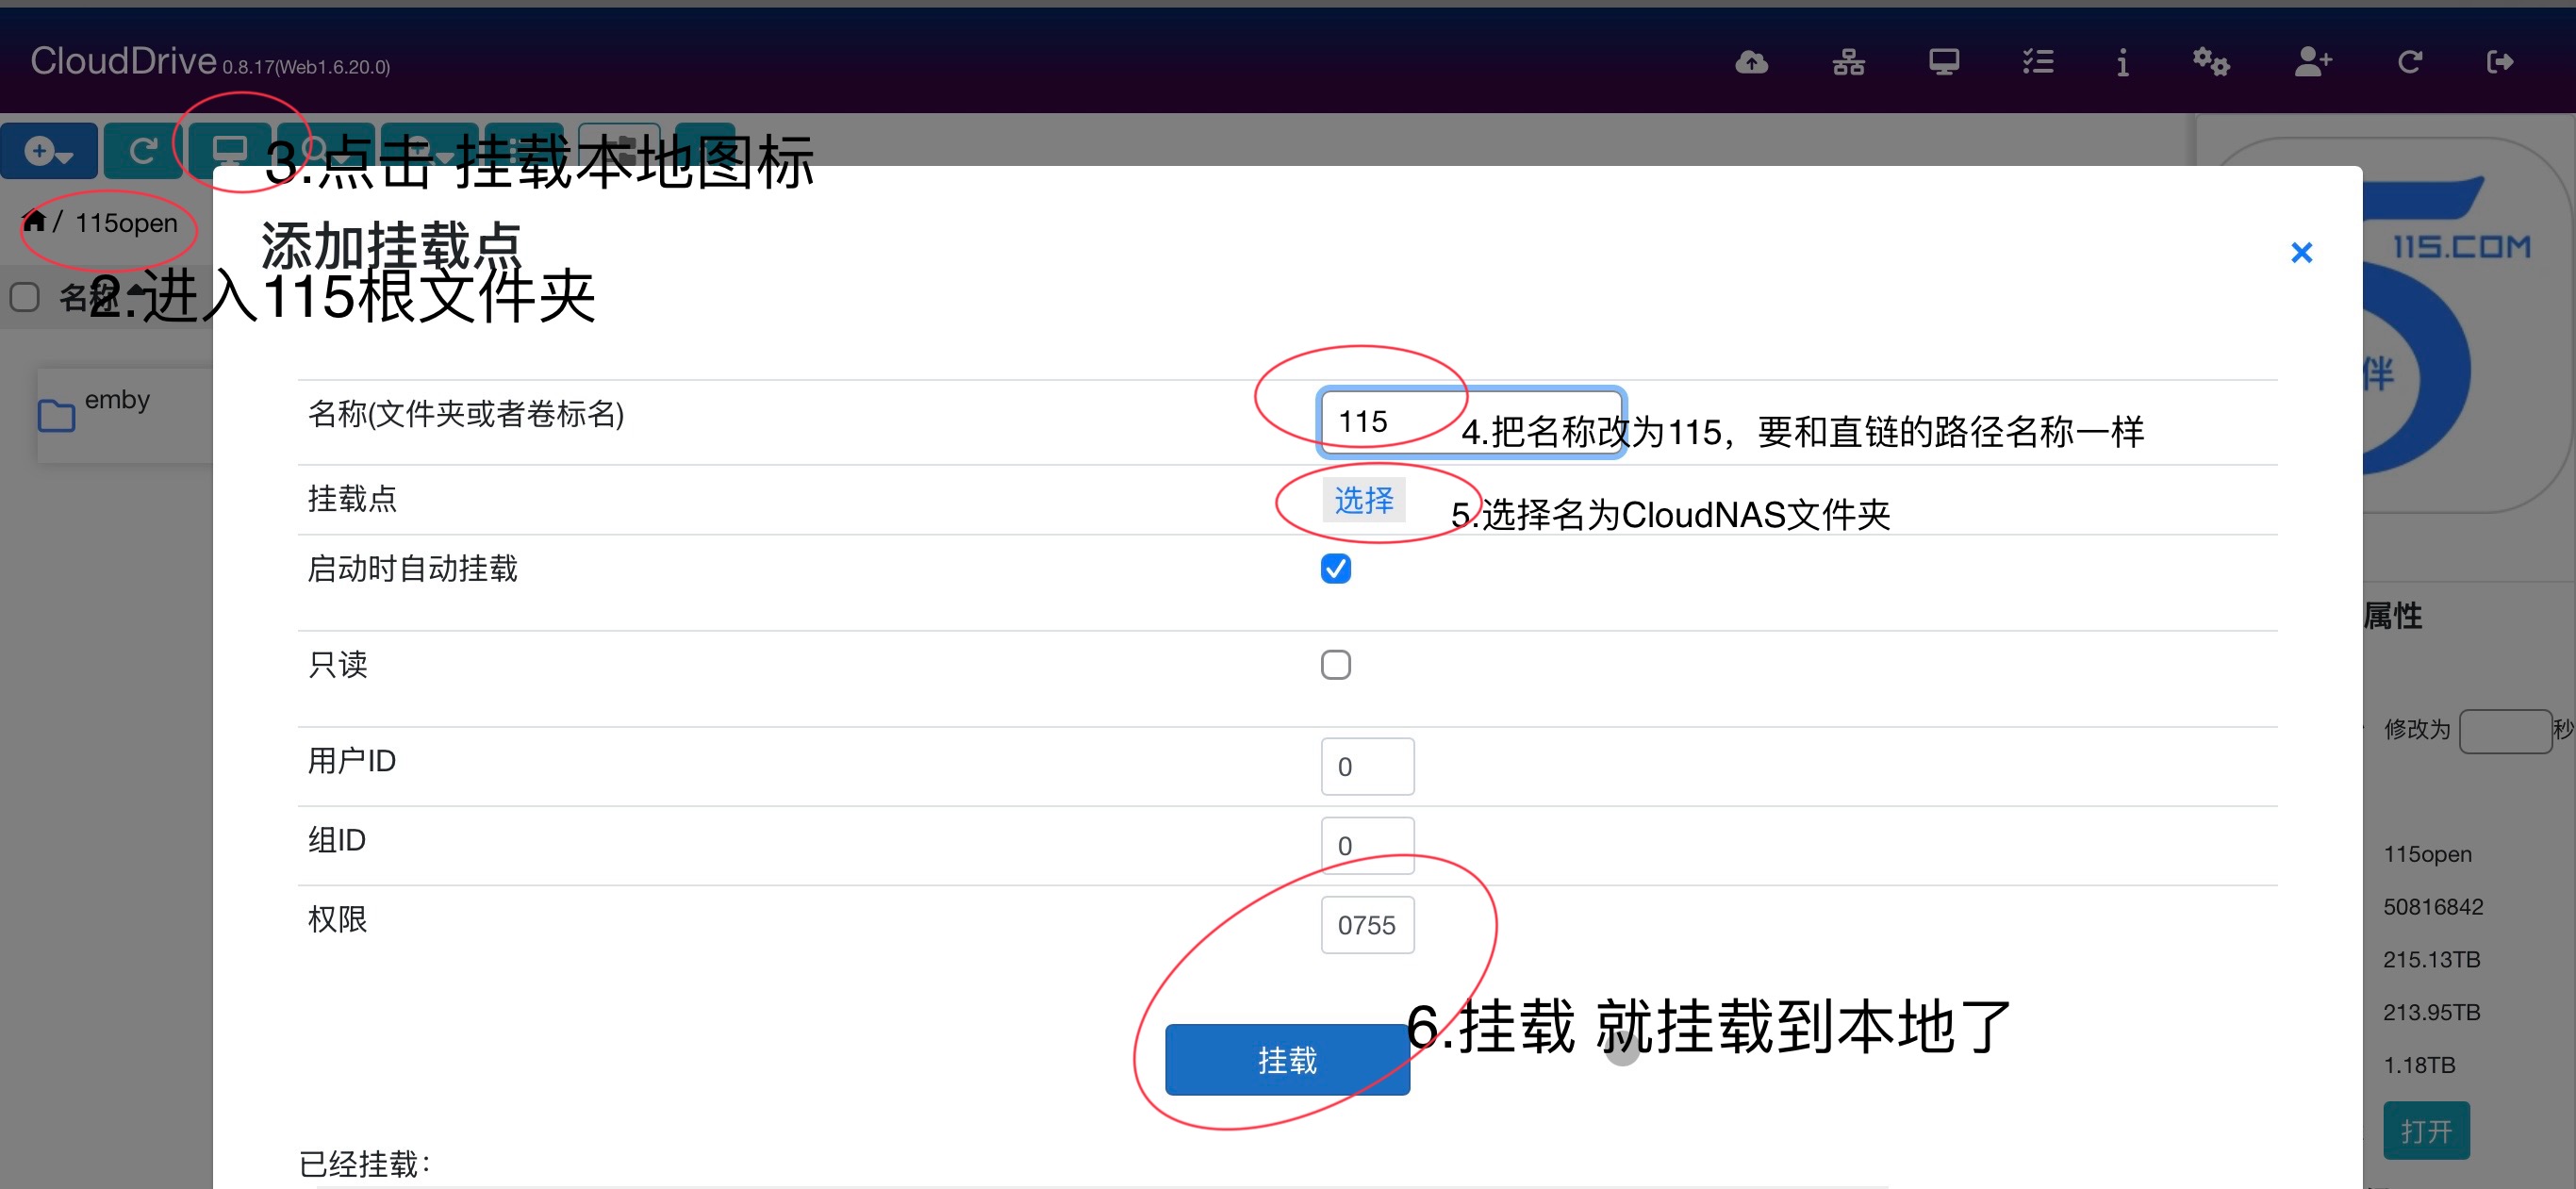 CloudDrive 0.8.17(Web1.6.20.0)
3.点击 挂载本地图标
/ 115open
添加挂载点
115.COM
名称
2.进入115根文件夹
伴
emby
名称(文件夹或者卷标名)
115
4.把名称改为115，要和直链的路径名称一样
挂载点
选择
5.选择名为CloudNAS文件夹
启动时自动挂载
属性
只读
修改为
秒
用户ID
0
组ID
0
115open
权限
0755
50816842
215.13TB
6.挂载 就挂载到本地了
213.95TB
挂载
1.18TB
打开
已经挂载：